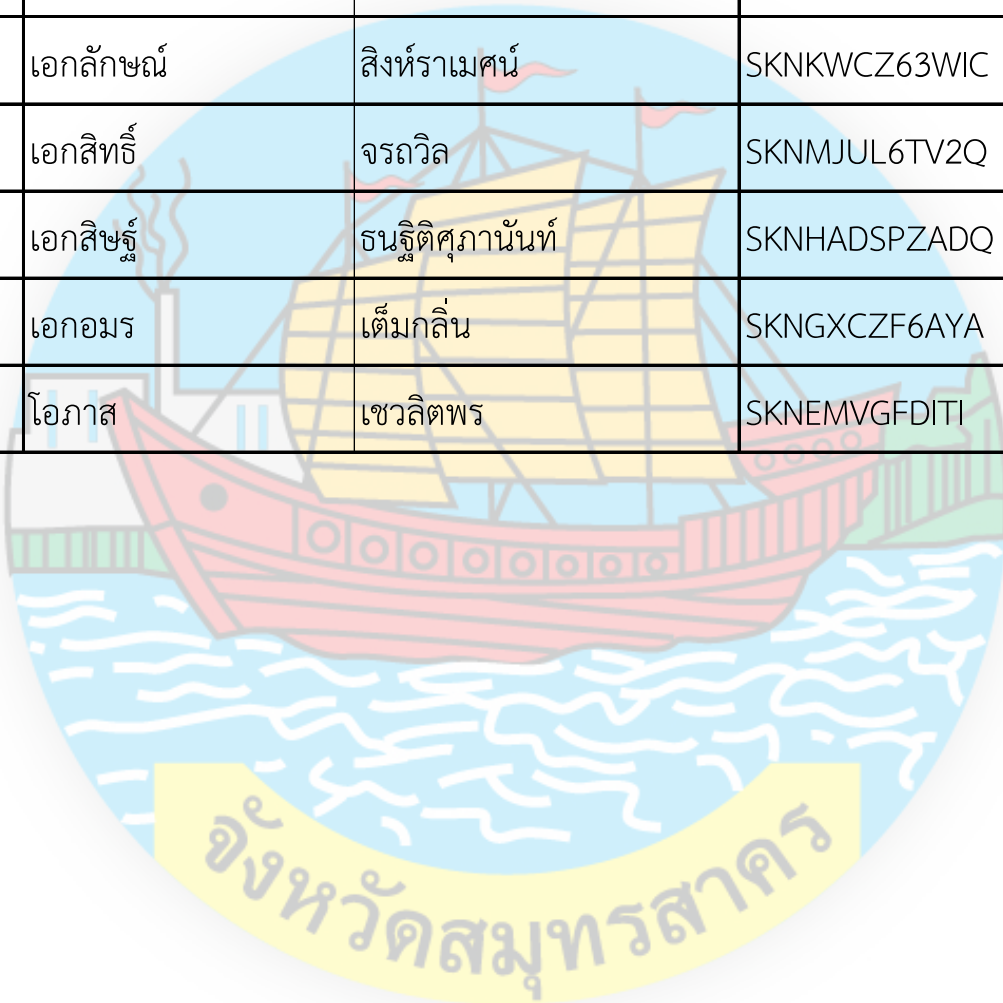 เอกลักษณ์ สิงห์ราเมศน์ SKNKWCZ63WIC
เอกสิทธิ์ จรถวิล SKNMJUL6TV2Q
เอกสิษฐ์ ธนฐิติศุภานันท์ SKNHADSPZADQ
เอกอมร เต็มกลิ่น SKNGXCZF6AYA
โอภาส เชวลิตพร SKNEMVGFDITI
จังหวัดสมุทรสาคร